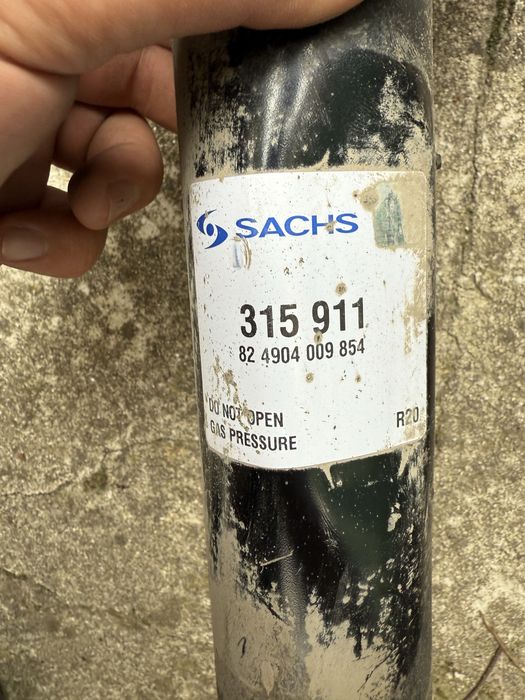 SACHS
315 911
82 4904 009 854
DO NOT OPEN
GAS PRESSURE
R20